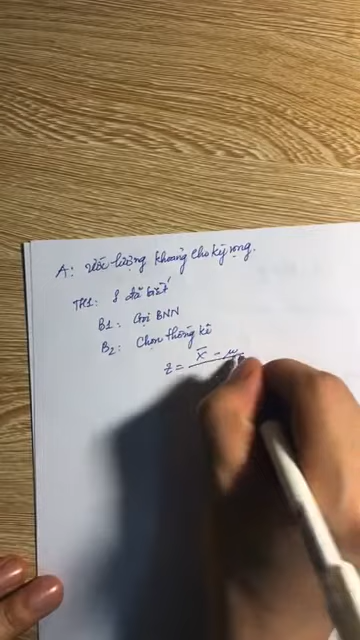 A: ước lượng khoảng cho kỳ vọng.
TH1: δ đã biết
B1: Gọi BNN
B2: Chọn thống kê
z = x̄ - μ